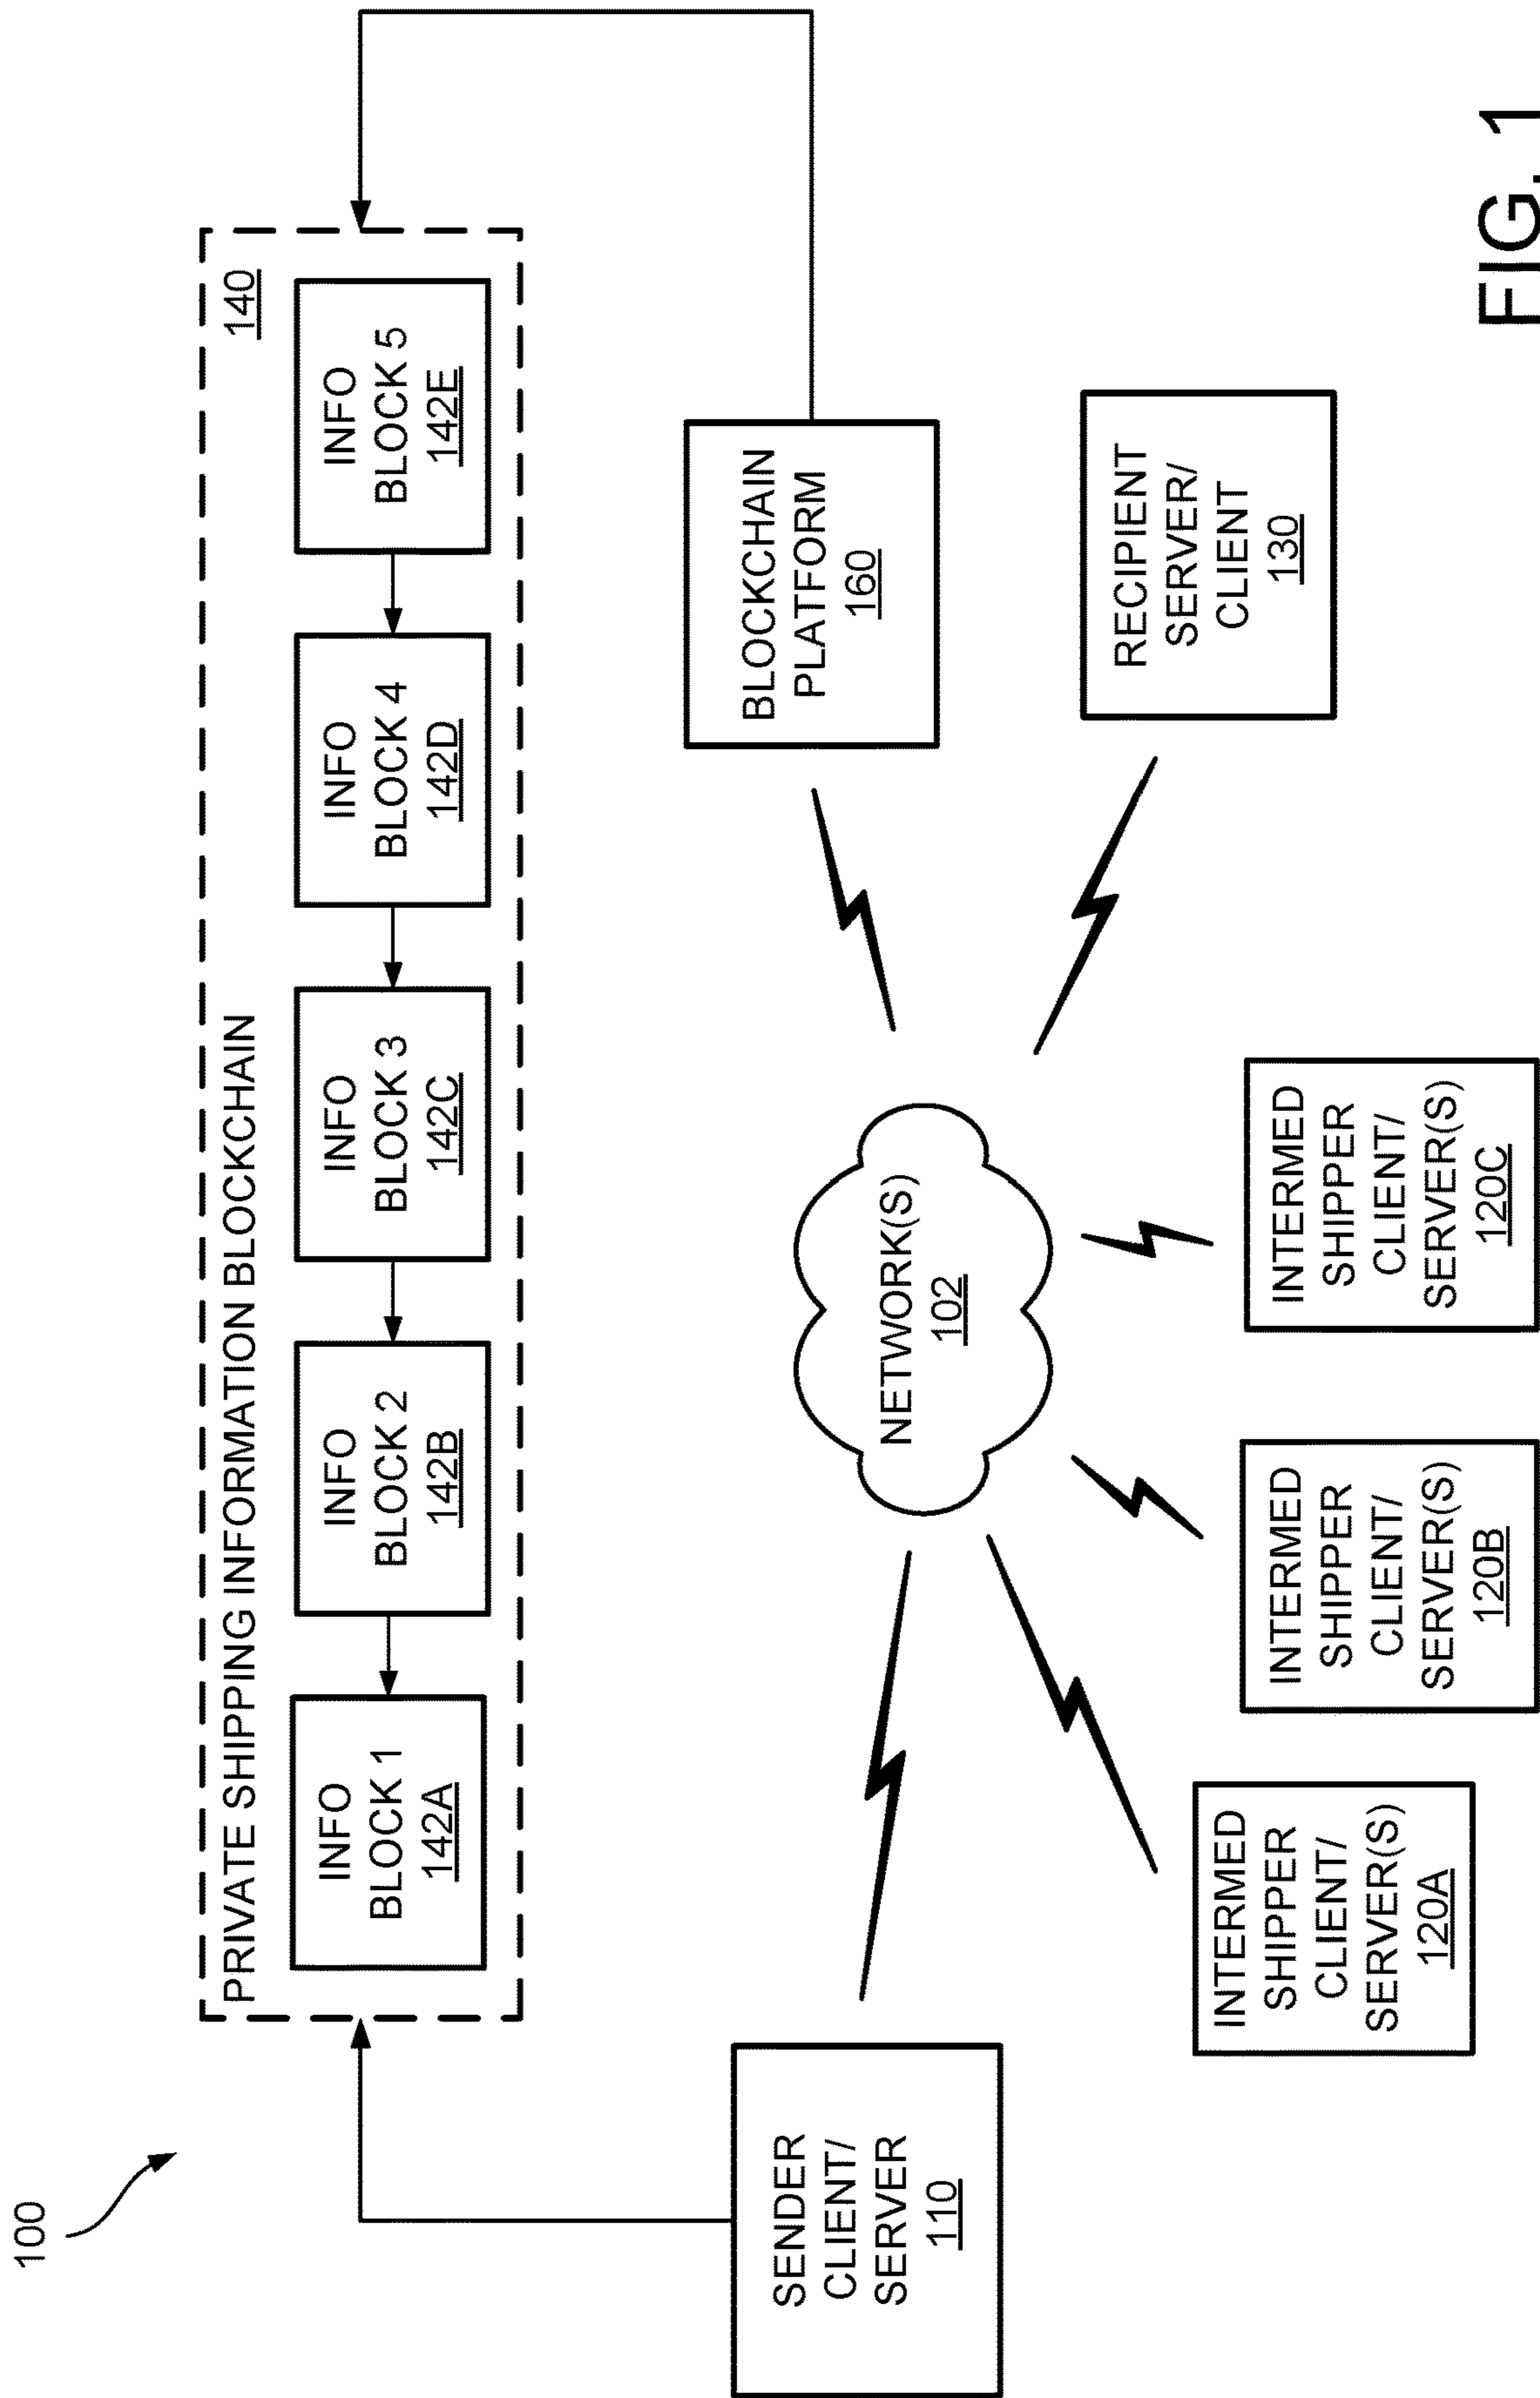 100
PRIVATE SHIPPING INFORMATION BLOCKCHAIN
140
INFO
BLOCK 1
142A
INFO
BLOCK 2
142B
INFO
BLOCK 3
142C
INFO
BLOCK 4
142D
INFO
BLOCK 5
142E
SENDER
CLIENT/
SERVER
110
NETWORK(S)
102
BLOCKCHAIN
PLATFORM
160
INTERMED
SHIPPER
CLIENT/
SERVER(S)
120A
INTERMED
SHIPPER
CLIENT/
SERVER(S)
120B
INTERMED
SHIPPER
CLIENT/
SERVER(S)
120C
RECIPIENT
SERVER/
CLIENT
130
FIG. 1